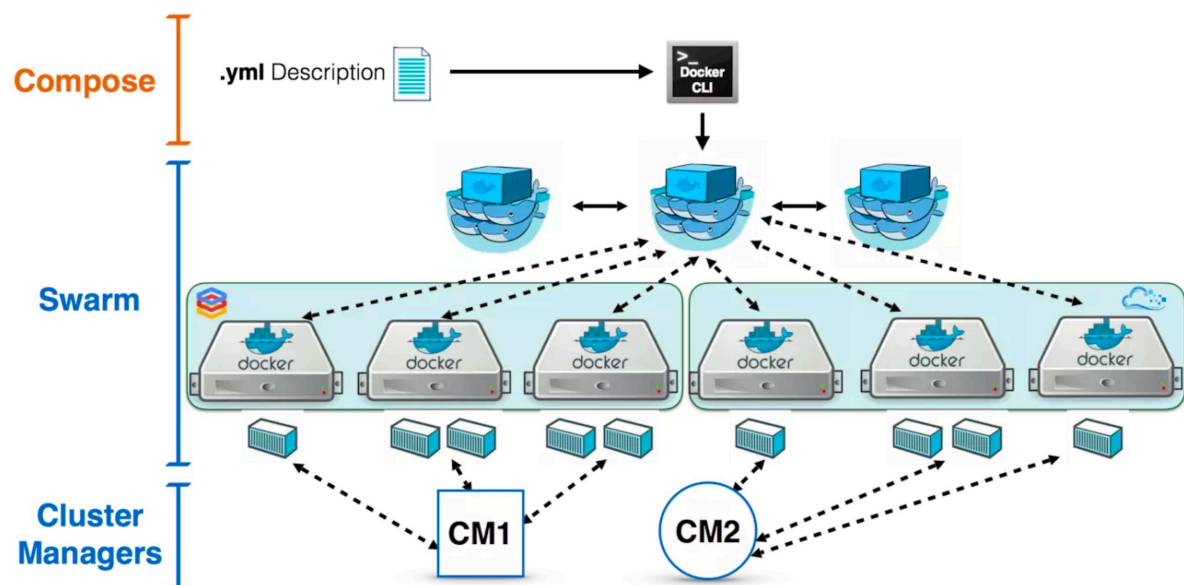 Compose
.yml Description
>_
Docker
CLI
Swarm
docker
docker
docker
docker
docker
docker
Cluster
Managers
CM1
CM2